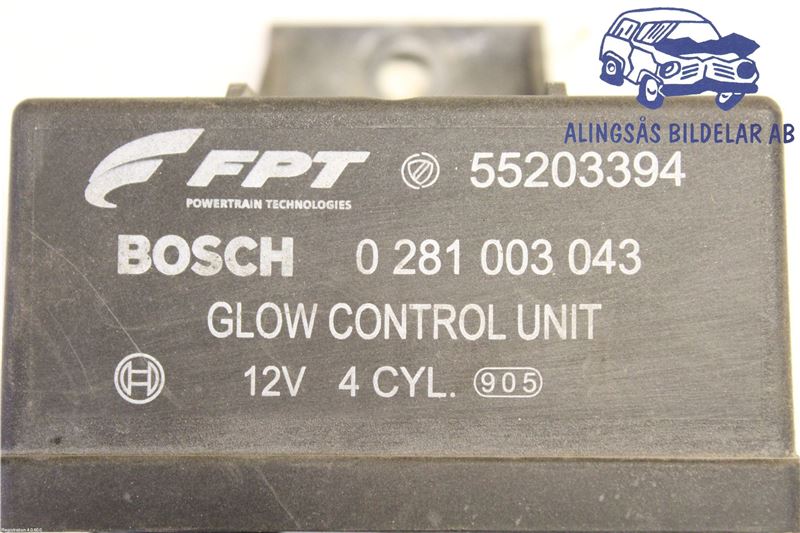 ALINGSÅS BILDELAR AB
FPT 55203394
POWERTRAIN TECHNOLOGIES
BOSCH 0 281 003 043
GLOW CONTROL UNIT
12V 4 CYL. 905